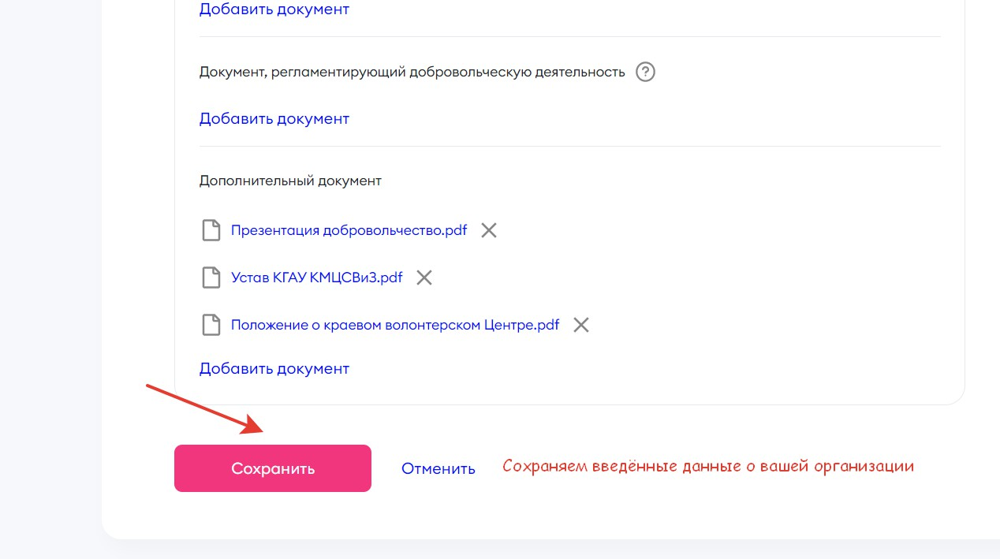 Добавить документ
Документ, регламентирующий добровольческую деятельность ?
Добавить документ
Дополнительный документ
Презентация добровольчество.pdf
Устав КГАУ КМЦСВиЗ.pdf
Положение о краевом волонтерском Центре.pdf
Добавить документ
Сохранить Отменить Сохраняем введённые данные о вашей организации